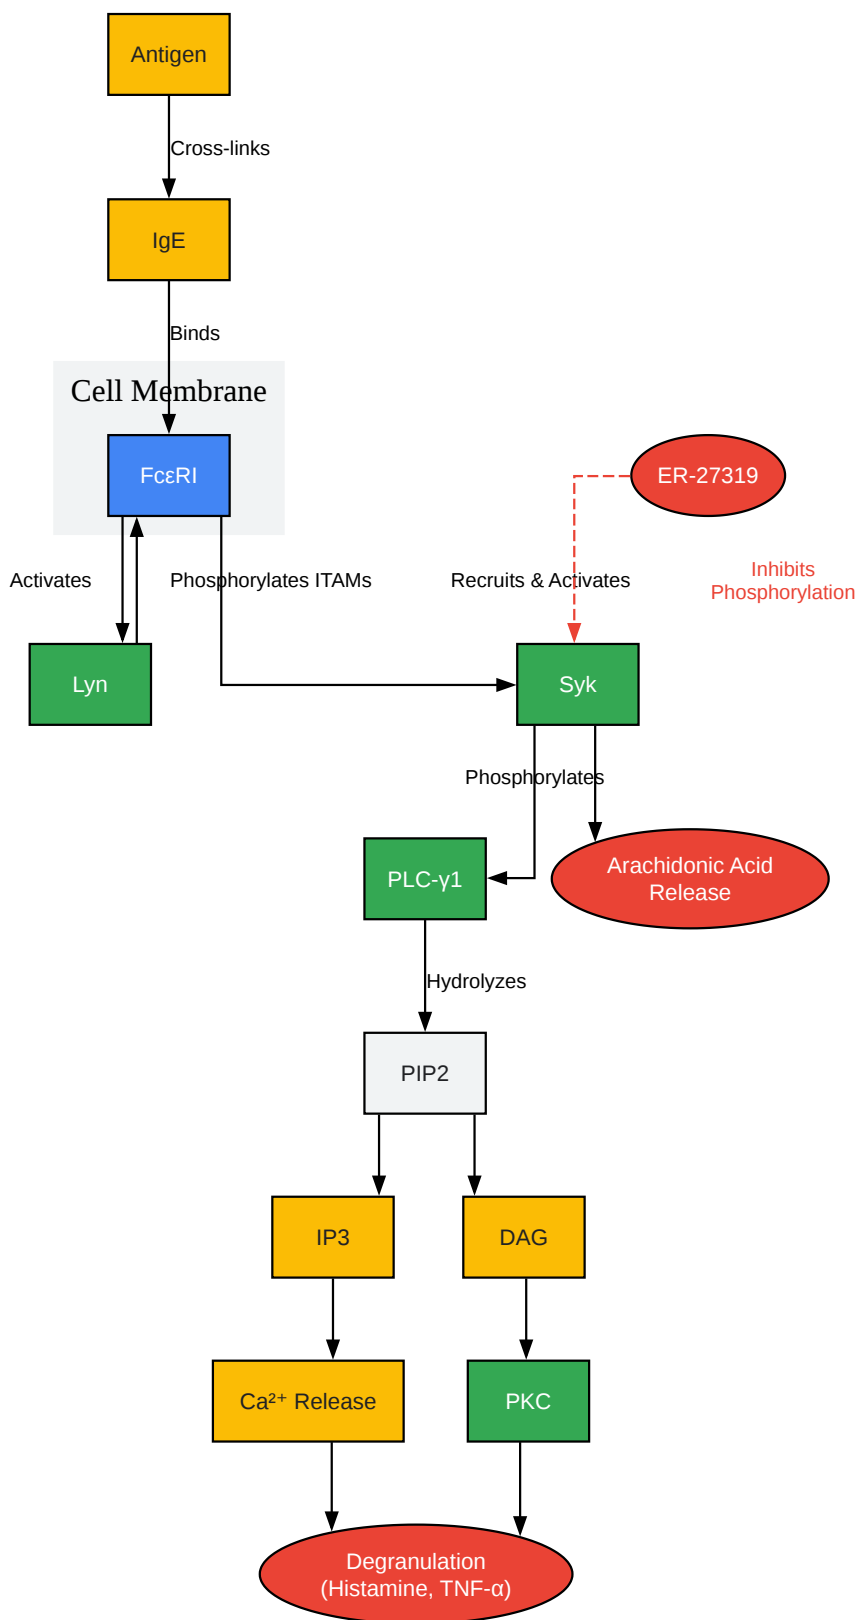 Antigen
Cross-links
IgE
Binds
Cell Membrane
FcεRI
ER-27319
Activates
Phosphorylates ITAMs
Recruits & Activates
Inhibits
Phosphorylation
Lyn
Syk
Phosphorylates
PLC-γ1
Arachidonic Acid
Release
Hydrolyzes
PIP2
IP3
DAG
Ca²⁺ Release
PKC
Degranulation
(Histamine, TNF-α)